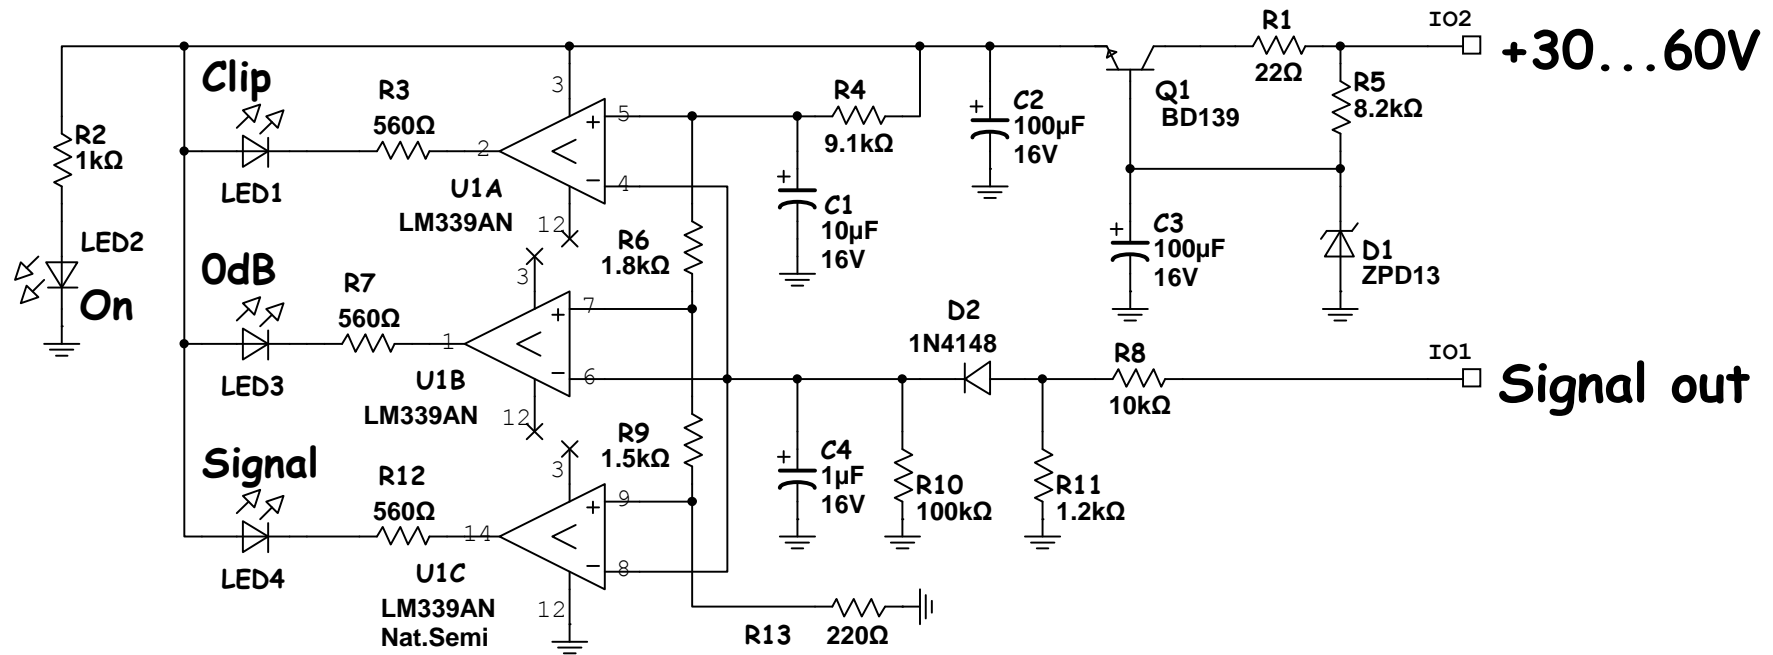 IO2
+30...60V
R1
22Ω
Clip
R3
560Ω
3
5
R4
9.1kΩ
C2
100µF
16V
Q1
BD139
R5
8.2kΩ
R2
1kΩ
2
LED1
U1A
LM339AN
4
12
C1
10µF
16V
C3
100µF
16V
D1
ZPD13
LED2
On
0dB
R7
560Ω
3
R6
1.8kΩ
7
1
LED3
U1B
LM339AN
6
12
D2
1N4148
R8
10kΩ
IO1
Signal out
Signal
R12
560Ω
3
R9
1.5kΩ
9
C4
1µF
16V
R10
100kΩ
R11
1.2kΩ
14
LED4
U1C
LM339AN
Nat.Semi
8
12
R13
220Ω